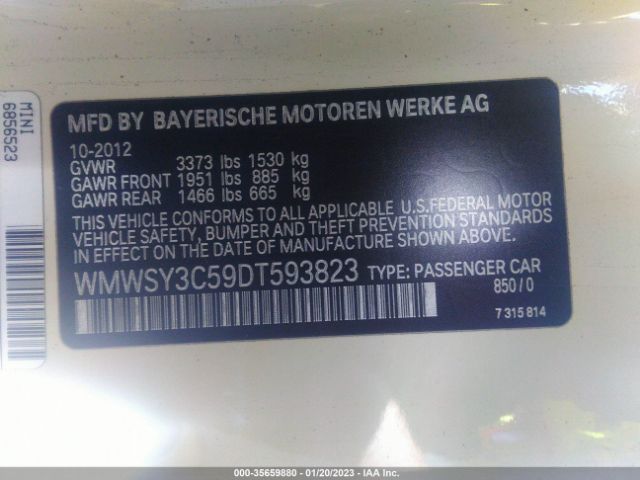 MFD BY BAYERISCHE MOTOREN WERKE AG
10-2012
GVWR 3373 lbs 1530 kg
GAWR FRONT 1951 lbs 885 kg
GAWR REAR 1466 lbs 665 kg
THIS VEHICLE CONFORMS TO ALL APPLICABLE U.S.FEDERAL MOTOR
VEHICLE SAFETY, BUMPER AND THEFT PREVENTION STANDARDS
IN EFFECT ON THE DATE OF MANUFACTURE SHOWN ABOVE.
WMWSY3C59DT593823 TYPE: PASSENGER CAR
850/0
7 315 814
MINI
6856523
000-35659880 - 01/20/2023 - IAA Inc.